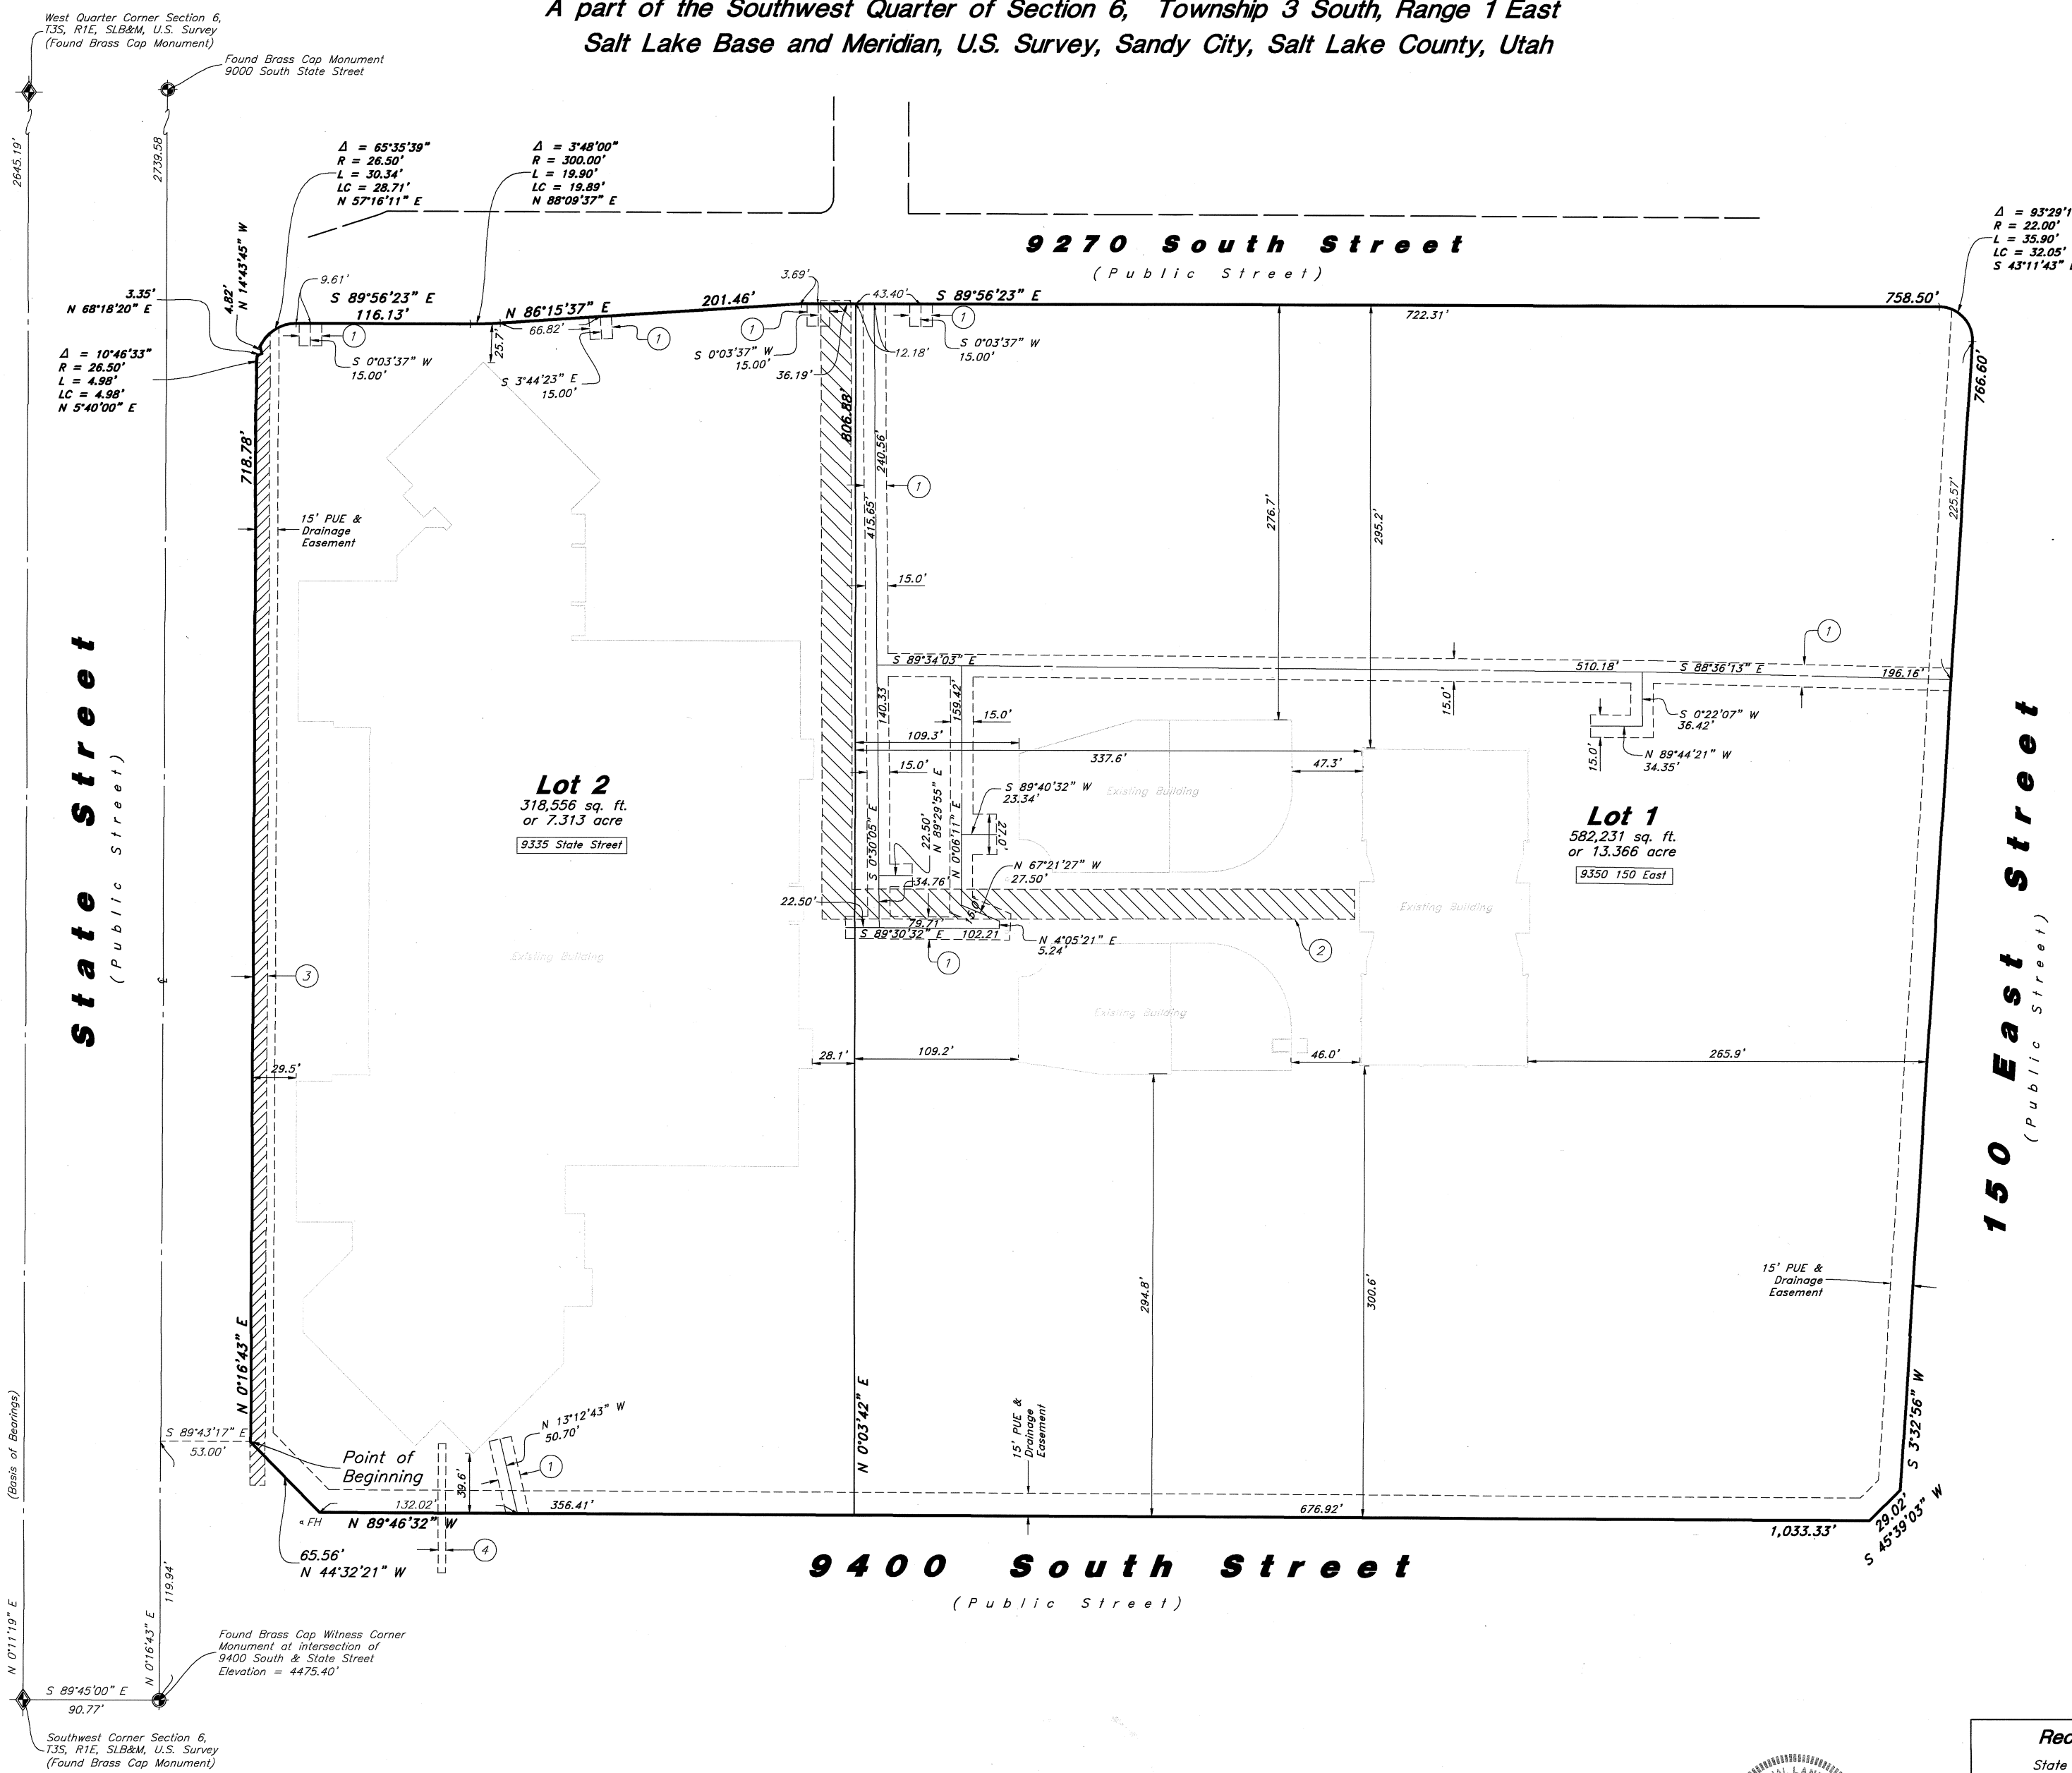 A part of the Southwest Quarter of Section 6, Township 3 South, Range 1 East
Salt Lake Base and Meridian, U.S. Survey, Sandy City, Salt Lake County, Utah
West Quarter Corner Section 6,
T3S, R1E, SLB&M, U.S. Survey
(Found Brass Cap Monument)
Found Brass Cap Monument
9000 South State Street
2645.19'
2739.58
Δ = 65°35'39"
R = 26.50'
L = 30.34'
LC = 28.71'
N 57°16'11" E
Δ = 3°48'00"
R = 300.00'
L = 19.90'
LC = 19.89'
N 88°09'37" E
Δ = 93°29'1
R = 22.00'
L = 35.90'
LC = 32.05'
S 43°11'43"
9270 South Street
(Public Street)
4.82'
N 14°43'45" W
3.35'
N 68°18'20" E
Δ = 10°46'33"
R = 26.50'
L = 4.98'
LC = 4.98'
N 5°40'00" E
9.61'
S 89°56'23" E
116.13'
N 86°15'37" E
201.46'
66.82'
3.69'
43.40'
S 89°56'23" E
758.50'
722.31'
1
1
1
1
S 0°03'37" W
15.00'
25.7'
S 3°44'23" E
15.00'
S 0°03'37" W
15.00'
36.19'
12.18'
S 0°03'37" W
15.00'
766.60'
718.78'
806.88'
240.56'
415.65'
1
276.7'
295.2'
225.57'
15' PUE &
Drainage
Easement
15.0'
State Street
(Public Street)
S 89°34'03" E
510.18'
S 88°36'13" E
196.16'
1
140.33
159.42'
15.0'
15.0'
S 0°22'07" W
36.42'
15.0'
N 89°44'21" W
34.35'
109.3'
337.6'
47.3'
15.0'
Lot 2
318,556 sq. ft.
or 7.313 acre
9335 State Street
Existing Building
S 89°40'32" W
23.34'
27.0'
22.50'
N 89°29'55" E
S 0°30'05" E
N 0°06'11" E
N 67°21'27" W
27.50'
34.76'
22.50'
79.71'
15.0'
S 89°30'32" E
102.21
N 4°05'21" E
5.24'
1
2
Existing Building
Lot 1
582,231 sq. ft.
or 13.366 acre
9350 150 East
Existing Building
Existing Building
150 East Street
(Public Street)
3
℄
29.5'
28.1'
109.2'
46.0'
265.9'
294.8'
300.6'
15' PUE &
Drainage
Easement
N 0°16'43" E
S 89°43'17" E
53.00'
Point of
Beginning
39.6'
N 13°12'43" W
50.70'
1
N 0°03'42" E
15' PUE &
Drainage
Easement
S 3°32'56" W
132.02'
356.41'
676.92'
1,033.33'
29.02'
S 45°39'03" W
FH
N 89°46'32" W
65.56'
N 44°32'21" W
4
9400 South Street
(Public Street)
(Basis of Bearings)
N 0°11'19" E
119.94'
N 0°16'43" E
Found Brass Cap Witness Corner
Monument at intersection of
9400 South & State Street
Elevation = 4475.40'
S 89°45'00" E
90.77'
Southwest Corner Section 6,
T3S, R1E, SLB&M, U.S. Survey
(Found Brass Cap Monument)
State